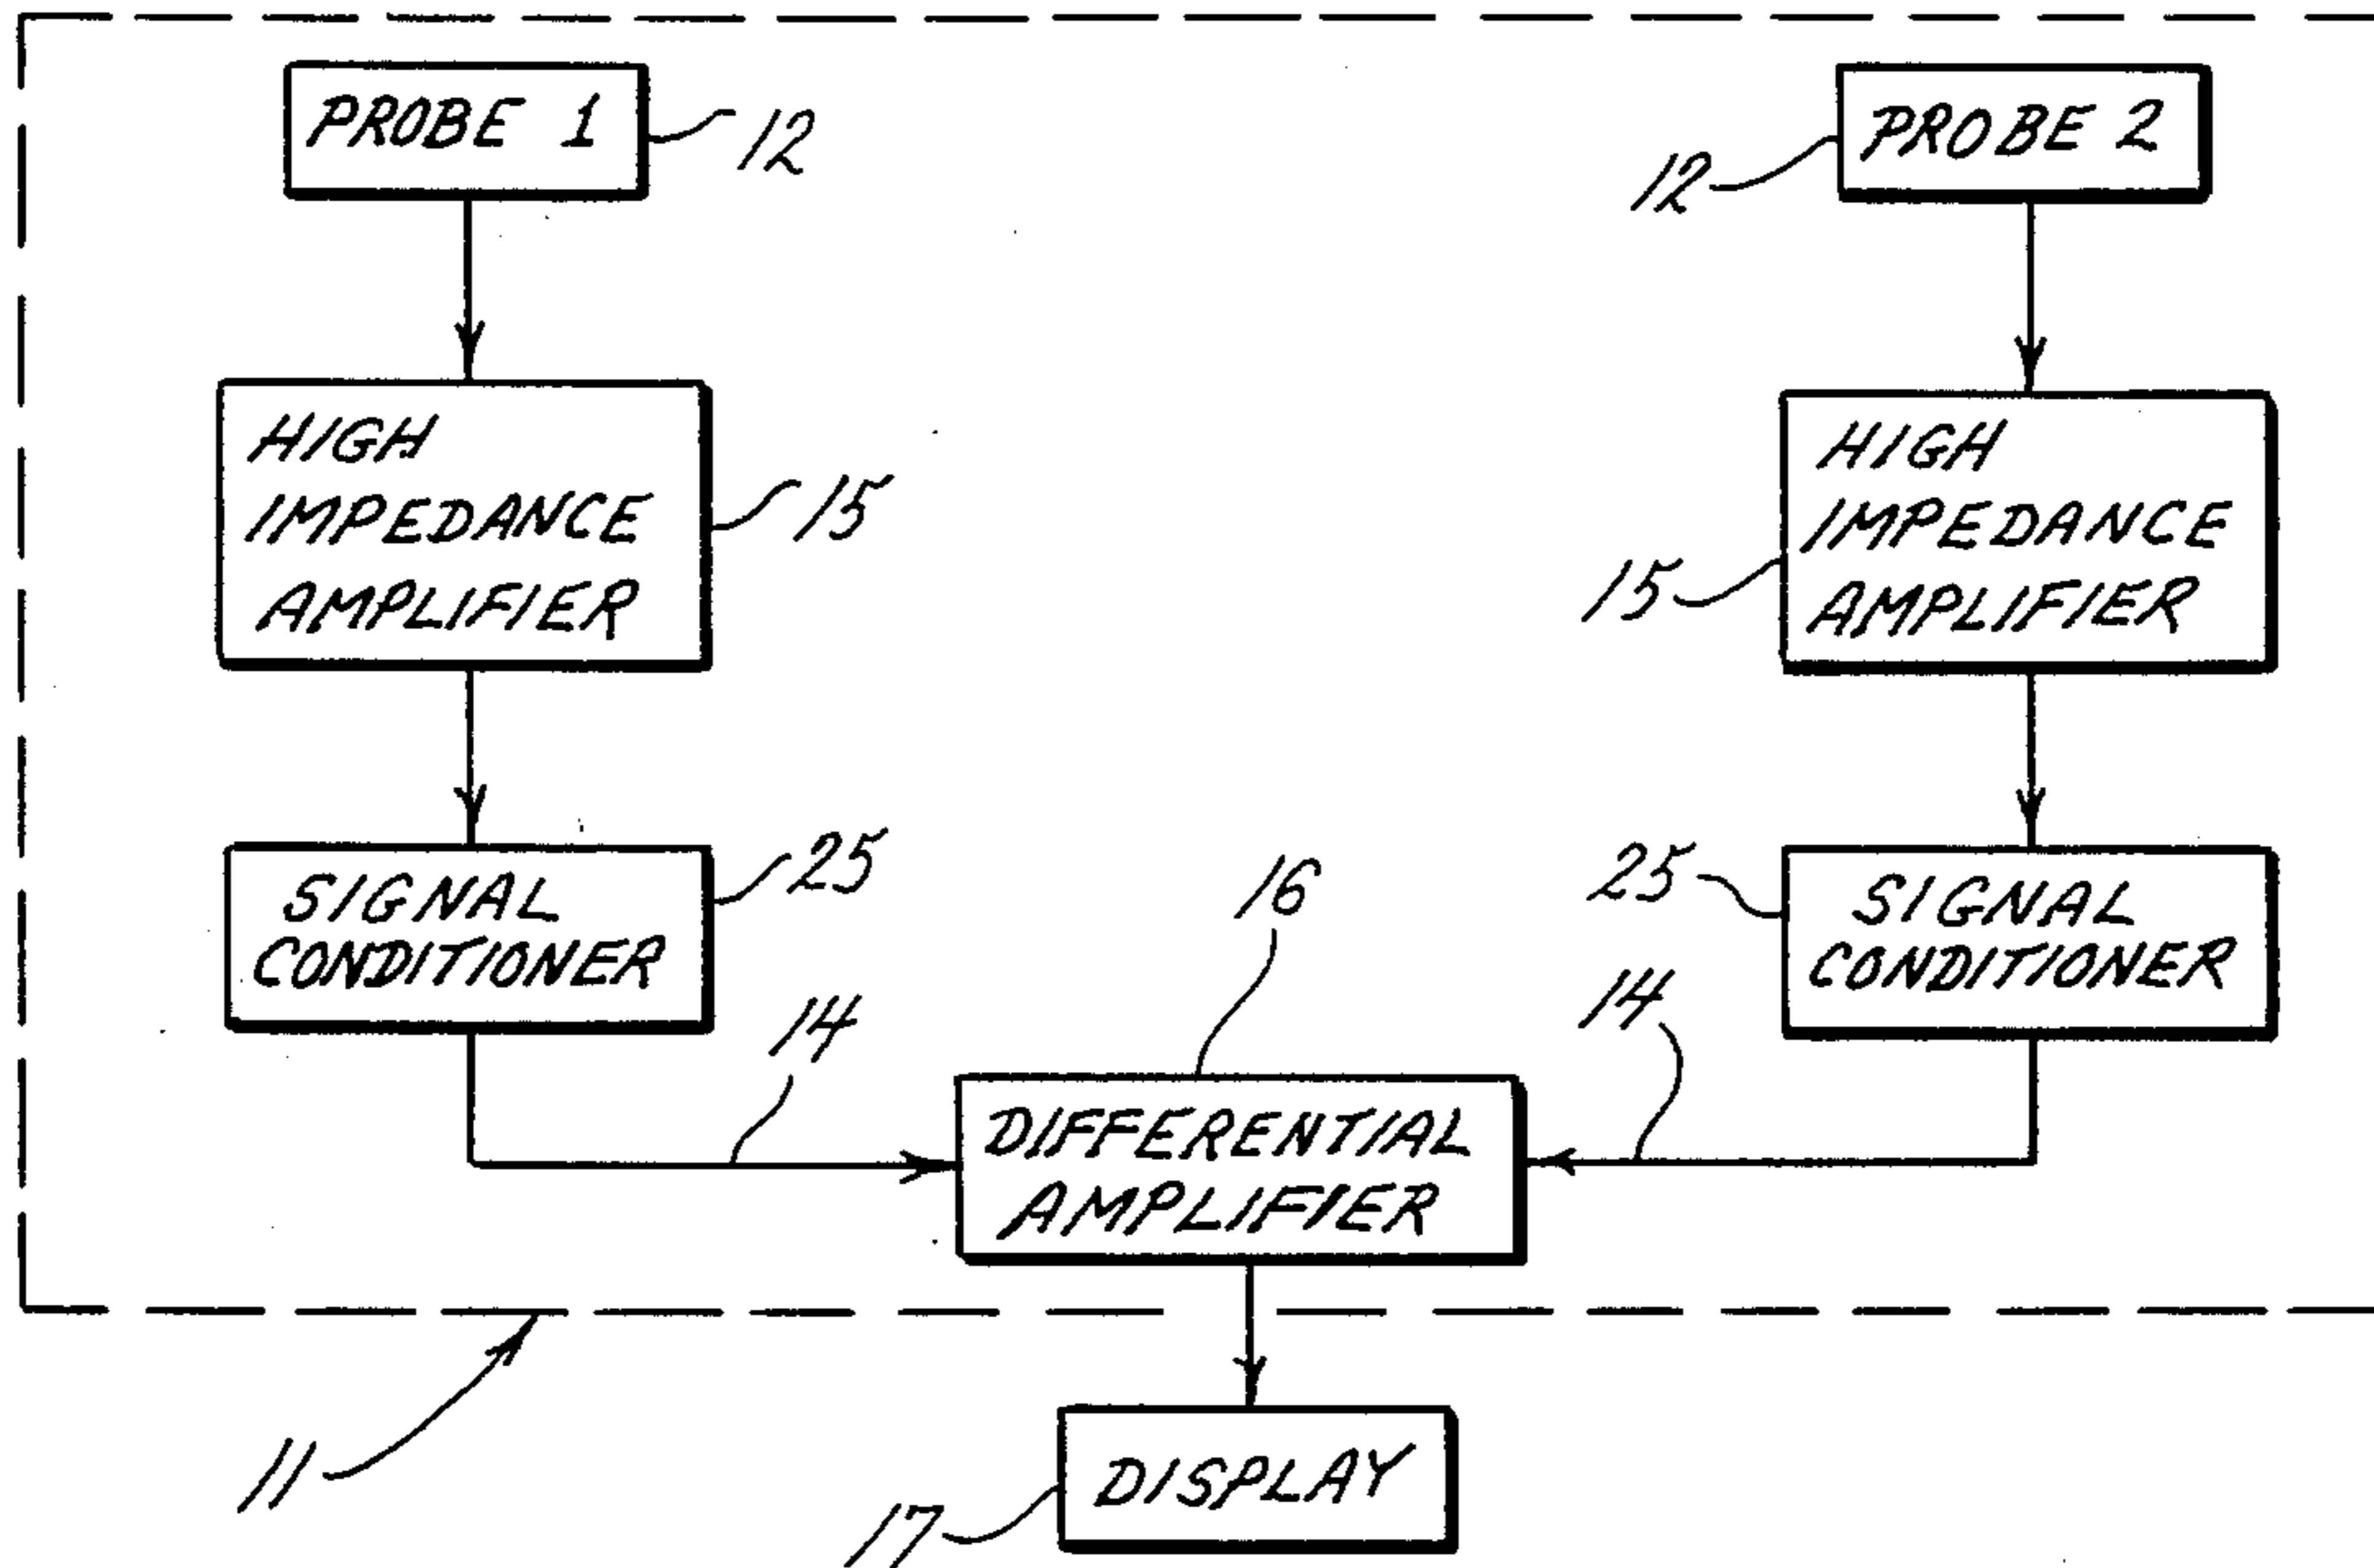 PROBE 1
12
PROBE 2
12
HIGH
IMPEDANCE
AMPLIFIER
15
HIGH
IMPEDANCE
AMPLIFIER
15
SIGNAL
CONDITIONER
25
SIGNAL
CONDITIONER
25
14
16
14
DIFFERENTIAL
AMPLIFIER
11
DISPLAY
17